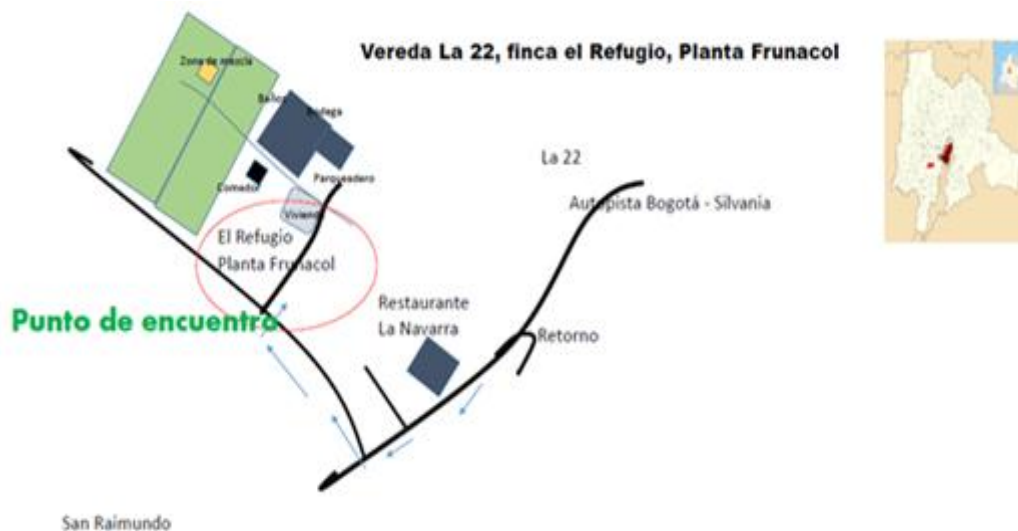 Vereda La 22, finca el Refugio, Planta Frunacol
Zona de mezcla
Baños
Bodega
Parqueadero
Comedor
Vivienda
El Refugio
Planta Frunacol
Punto de encuentro
Restaurante
La Navarra
La 22
Autopista Bogotá - Silvania
Retorno
San Raimundo